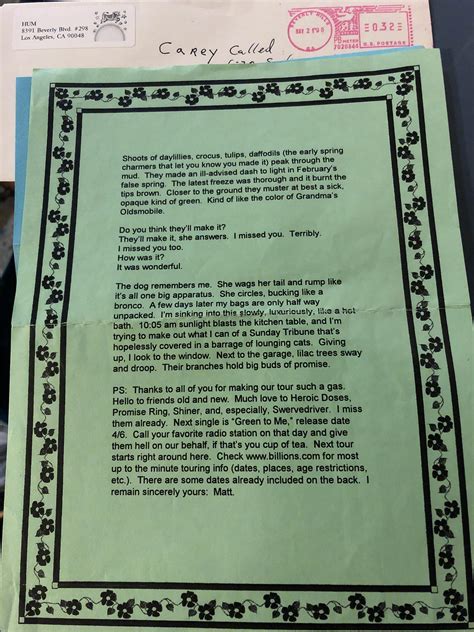 HUM
8391 Beverly Blvd. #298
Los Angeles, CA 90048
BEVERLY HILLS
CA
0.32
U.S. POSTAGE
Carey Called
Shoots of daylillies, crocus, tulips, daffodils (the early spring
charmers that let you know you made it) peak through the
mud. They made an ill-advised dash to light in February's
false spring. The latest freeze was thorough and it burnt the
tips brown. Closer to the ground they muster at best a sick,
opaque kind of green. Kind of like the color of Grandma's
Oldsmobile.
Do you think they'll make it?
They'll make it, she answers. I missed you. Terribly.
I missed you too.
How was it?
It was wonderful.
The dog remembers me. She wags her tail and rump like
it's all one big apparatus. She circles, bucking like a
bronco. A few days later my bags are only half way
unpacked. I'm sinking into this slowly, luxuriously, like a hot
bath. 10:05 am sunlight blasts the kitchen table, and I'm
trying to make out what I can of a Sunday Tribune that's
hopelessly covered in a barrage of lounging cats. Giving
up, I look to the window. Next to the garage, lilac trees sway
and droop. Their branches hold big buds of promise.
PS: Thanks to all of you for making our tour such a gas.
Hello to friends old and new. Much love to Heroic Doses,
Promise Ring, Shiner, and, especially, Swervedriver. I miss
them already. Next single is "Green to Me," release date
4/6. Call your favorite radio station on that day and give
them hell on our behalf, if that's you cup of tea. Next tour
starts right around here. Check www.billions.com for most
up to the minute touring info (dates, places, age restrictions,
etc.). There are some dates already included on the back. I
remain sincerely yours: Matt.